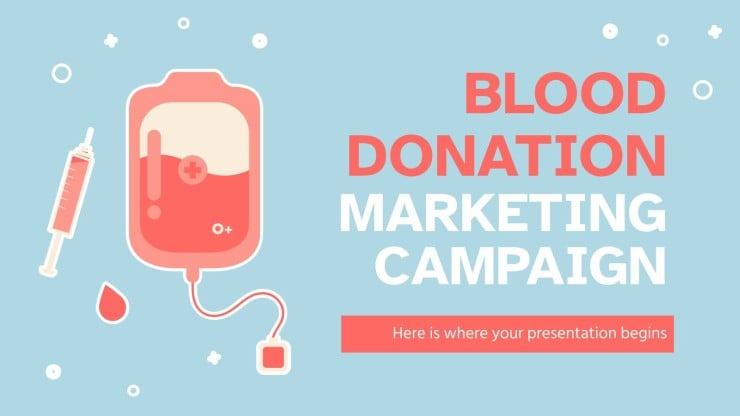 BLOOD
DONATION
MARKETING
CAMPAIGN
Here is where your presentation begins
O+